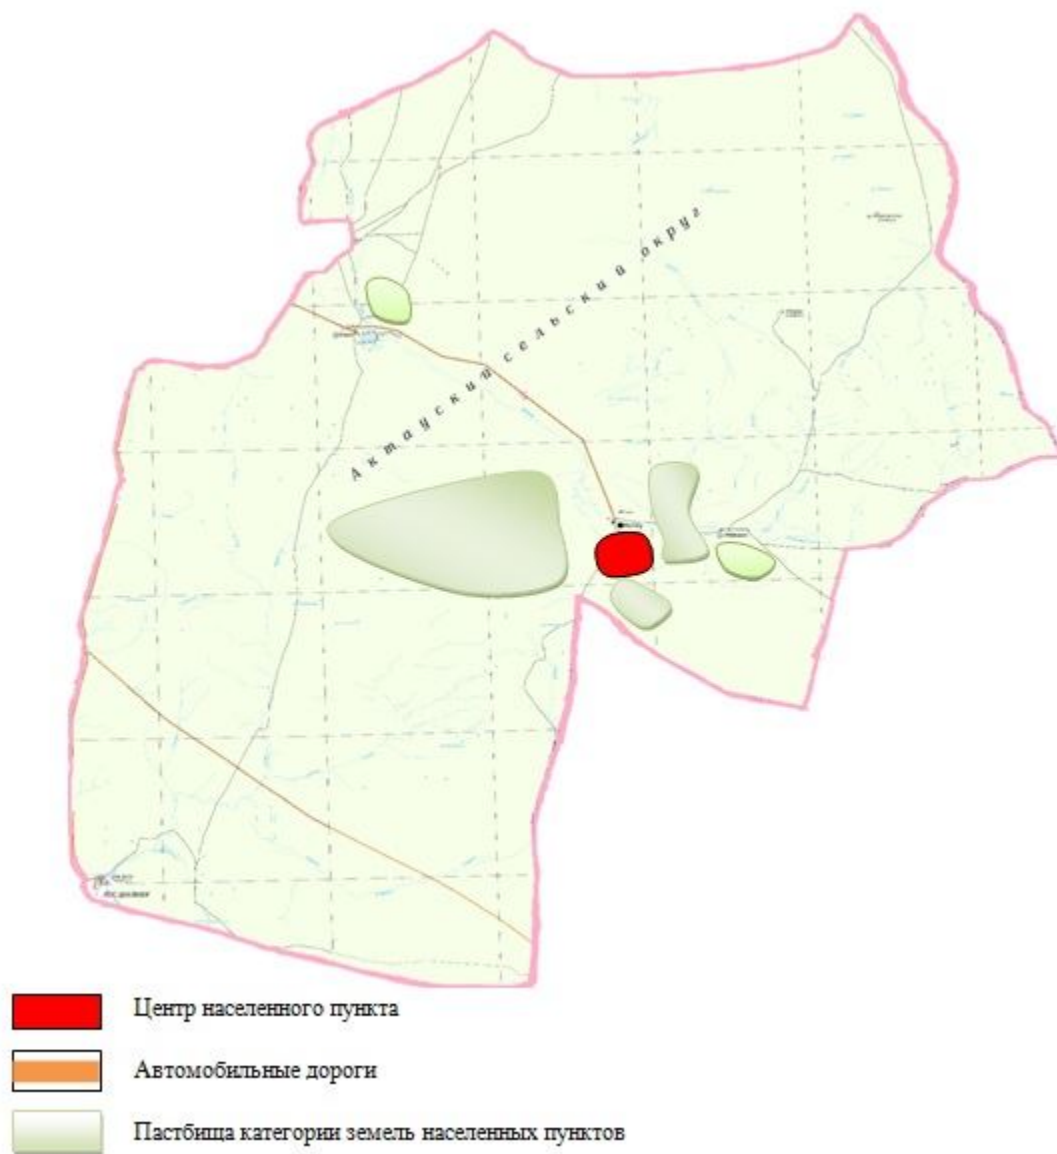 Актауский сельский округ
Центр населенного пункта
Автомобильные дороги
Пастбища категории земель населенных пунктов